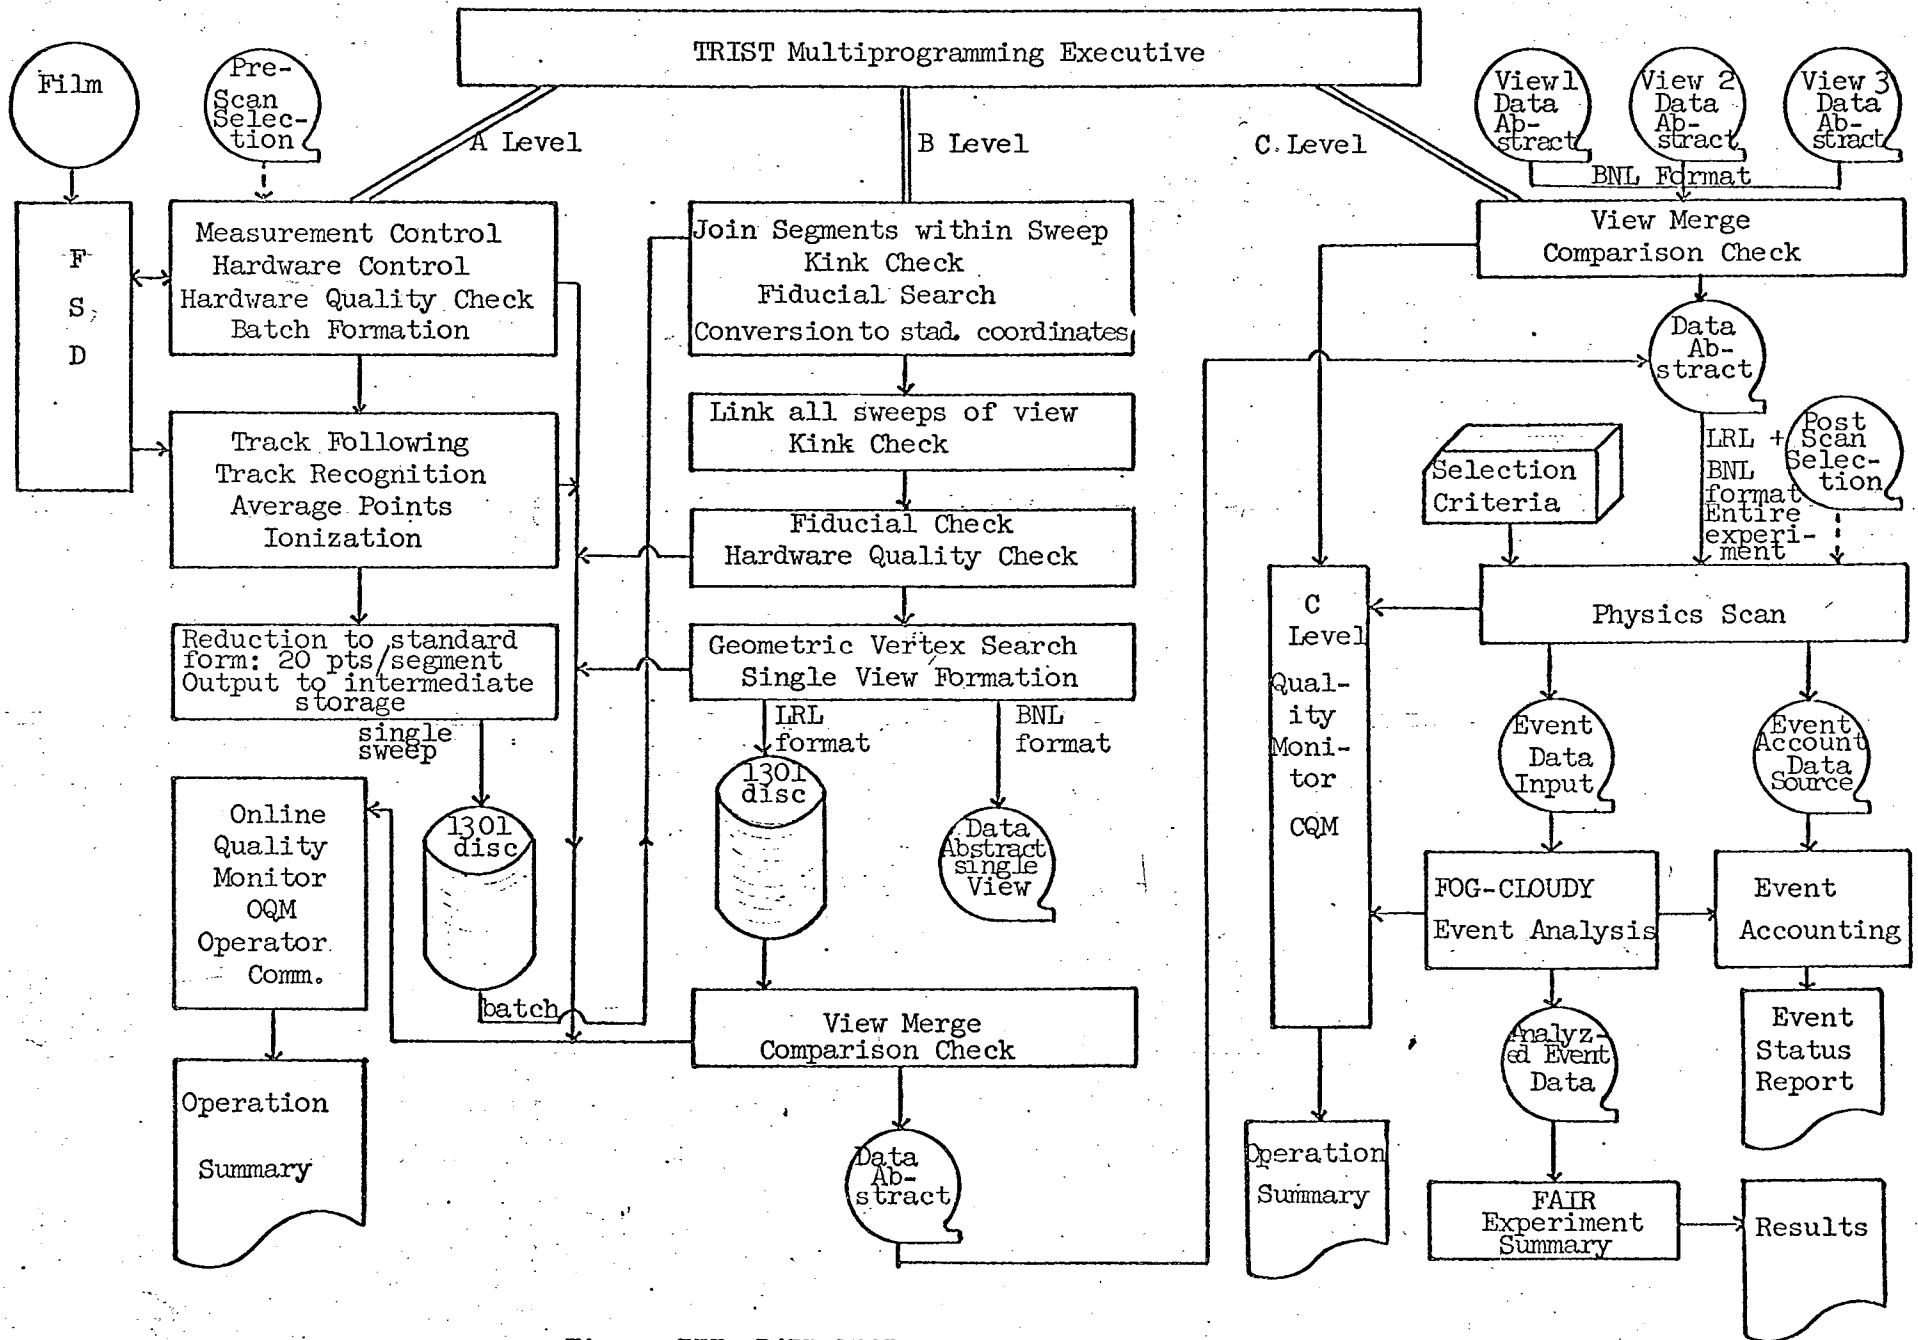 TRIST Multiprograming Executive
Film
Pre-
Scan
Selec-
tion
A Level
B Level
C. Level
View 1
Data
Ab-
stract
View 2
Data
Ab-
stract
View 3
Data
Ab-
stract
BNL Format
F
S
D
Measurement Control
Hardware Control
Hardware Quality Check
Batch Formation
Track Following
Track Recognition
Average Points
Ionization
Reduction to standard
form: 20 pts/segment
Output to intermediate
storage
single
sweep
1301
disc
batch
Online
Quality
Monitor
OQM
Operator
Comm.
Operation
Summary
Join Segments within Sweep
Kink Check
Fiducial Search
Conversion to stad. coordinates
Link all sweeps of view
Kink Check
Fiducial Check
Hardware Quality Check
Geometric Vertex Search
Single View Formation
LRL
format
BNL
format
1301
disc
Data
Abstract
single
View
View Merge
Comparison Check
Data
Ab-
stract
View Merge
Comparison Check
Data
Ab-
stract
LRL +
BNL
format
Entire
experi-
ment
Post
Scan
Selec-
tion
Selection
Criteria
Physics Scan
C
Level
Qual-
ity
Moni-
tor
CQM
Operation
Summary
Event
Data
Input
Event
Account
Data
Source
FOG-CLOUDY
Event Analysis
Event
Accounting
Analyz-
ed Event
Data
Event
Status
Report
FAIR
Experiment
Summary
Results